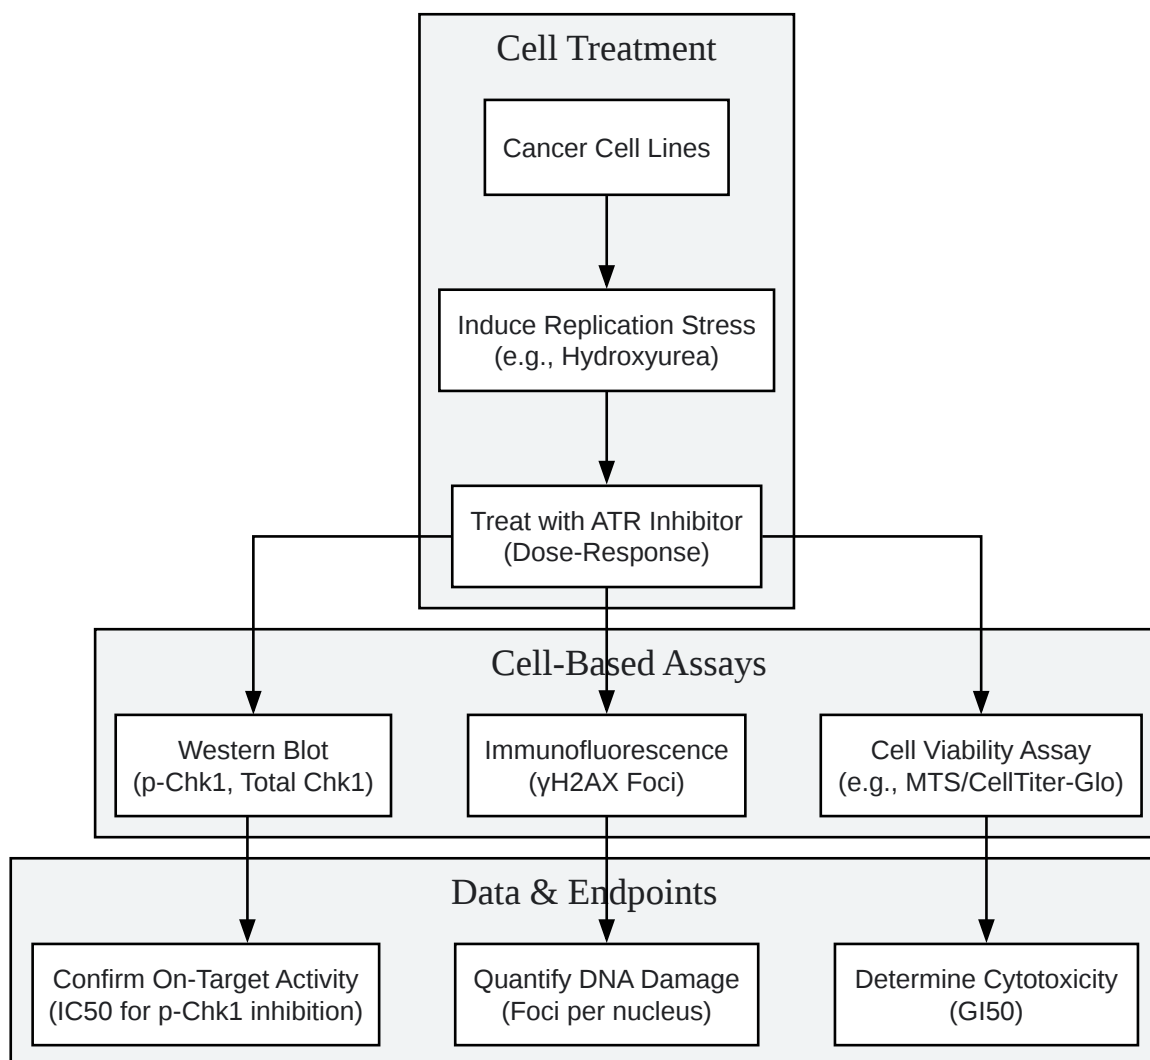 Cell Treatment
Cancer Cell Lines
Induce Replication Stress
(e.g., Hydroxyurea)
Treat with ATR Inhibitor
(Dose-Response)
Cell-Based Assays
Western Blot
(p-Chk1, Total Chk1)
Immunofluorescence
(γH2AX Foci)
Cell Viability Assay
(e.g., MTS/CellTiter-Glo)
Data & Endpoints
Confirm On-Target Activity
(IC50 for p-Chk1 inhibition)
Quantify DNA Damage
(Foci per nucleus)
Determine Cytotoxicity
(GI50)